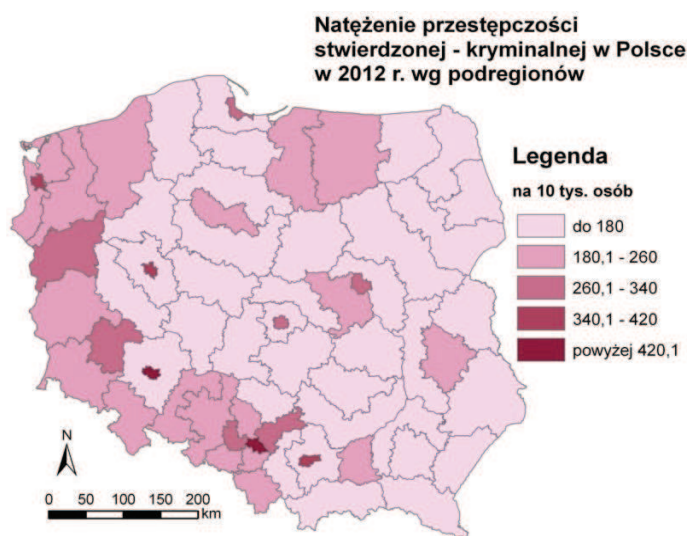 Natężenie przestępczości
stwierdzonej - kryminalnej w Polsce
w 2012 r. wg podregionów
Legenda
na 10 tys. osób
do 180
180,1 - 260
260,1 - 340
340,1 - 420
powyżej 420,1
N
0 50 100 150 200
km